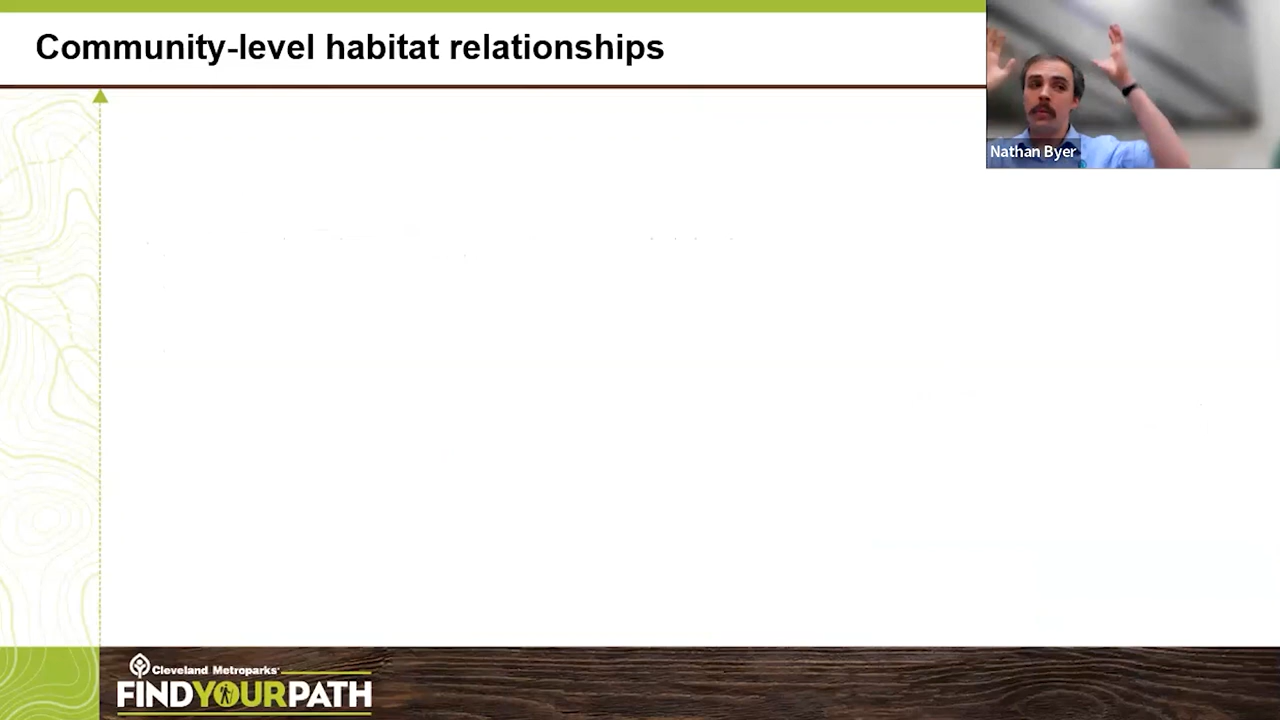 Community-level habitat relationships
Nathan Byer
Cleveland Metroparks
FINDYOURPATH